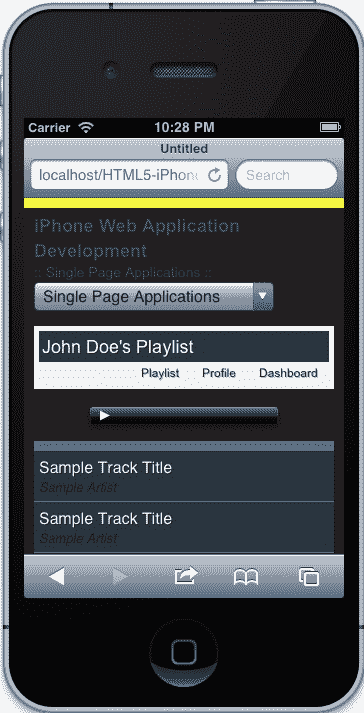 Carrier 10:28 PM
Untitled
localhost/HTML5-iPhon Search
iPhone Web Application
Development
:: Single Page Applications ::
Single Page Applications
John Doe's Playlist
Playlist Profile Dashboard
Sample Track Title
Sample Artist
Sample Track Title
Sample Artist